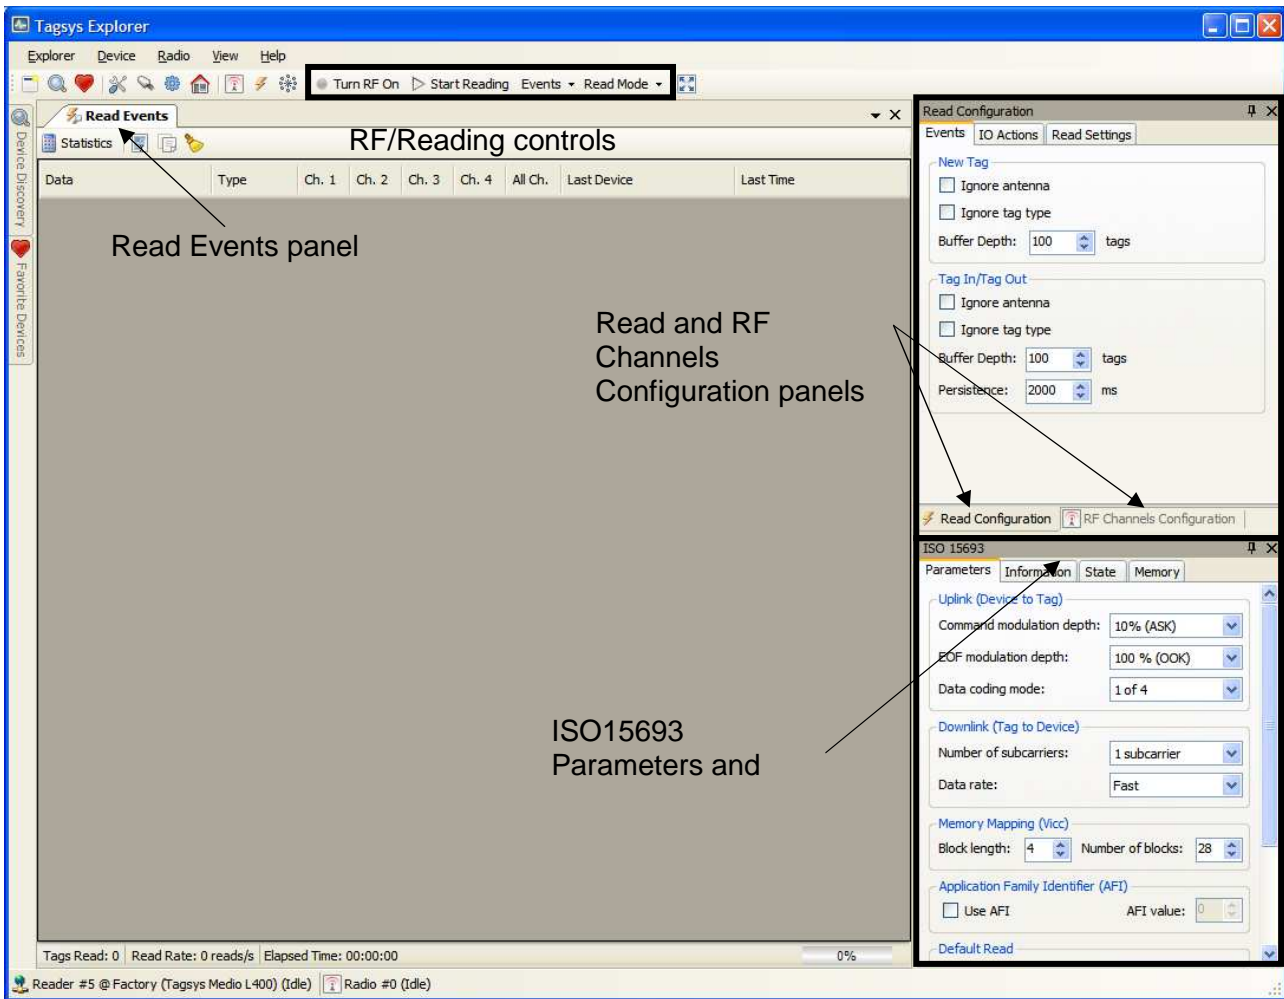 Tagsys Explorer
Explorer Device Radio View Help
Turn RF On Start Reading Events Read Mode
Device Discovery
Favorite Devices
Read Events
Statistics
RF/Reading controls
Data Type Ch. 1 Ch. 2 Ch. 3 Ch. 4 All Ch. Last Device Last Time
Read Events panel
Read and RF
Channels
Configuration panels
ISO15693
Parameters and
Tags Read: 0 Read Rate: 0 reads/s Elapsed Time: 00:00:00 0%
Read Configuration
Events IO Actions Read Settings
New Tag
Ignore antenna
Ignore tag type
Buffer Depth: 100 tags
Tag In/Tag Out
Ignore antenna
Ignore tag type
Buffer Depth: 100 tags
Persistence: 2000 ms
Read Configuration RF Channels Configuration
ISO 15693
Parameters Information State Memory
Uplink (Device to Tag)
Command modulation depth: 10% (ASK)
EOF modulation depth: 100 % (OOK)
Data coding mode: 1 of 4
Downlink (Tag to Device)
Number of subcarriers: 1 subcarrier
Data rate: Fast
Memory Mapping (Vicc)
Block length: 4 Number of blocks: 28
Application Family Identifier (AFI)
Use AFI AFI value: 0
Default Read
Reader #5 @ Factory (Tagsys Medio L400) (Idle) Radio #0 (Idle)